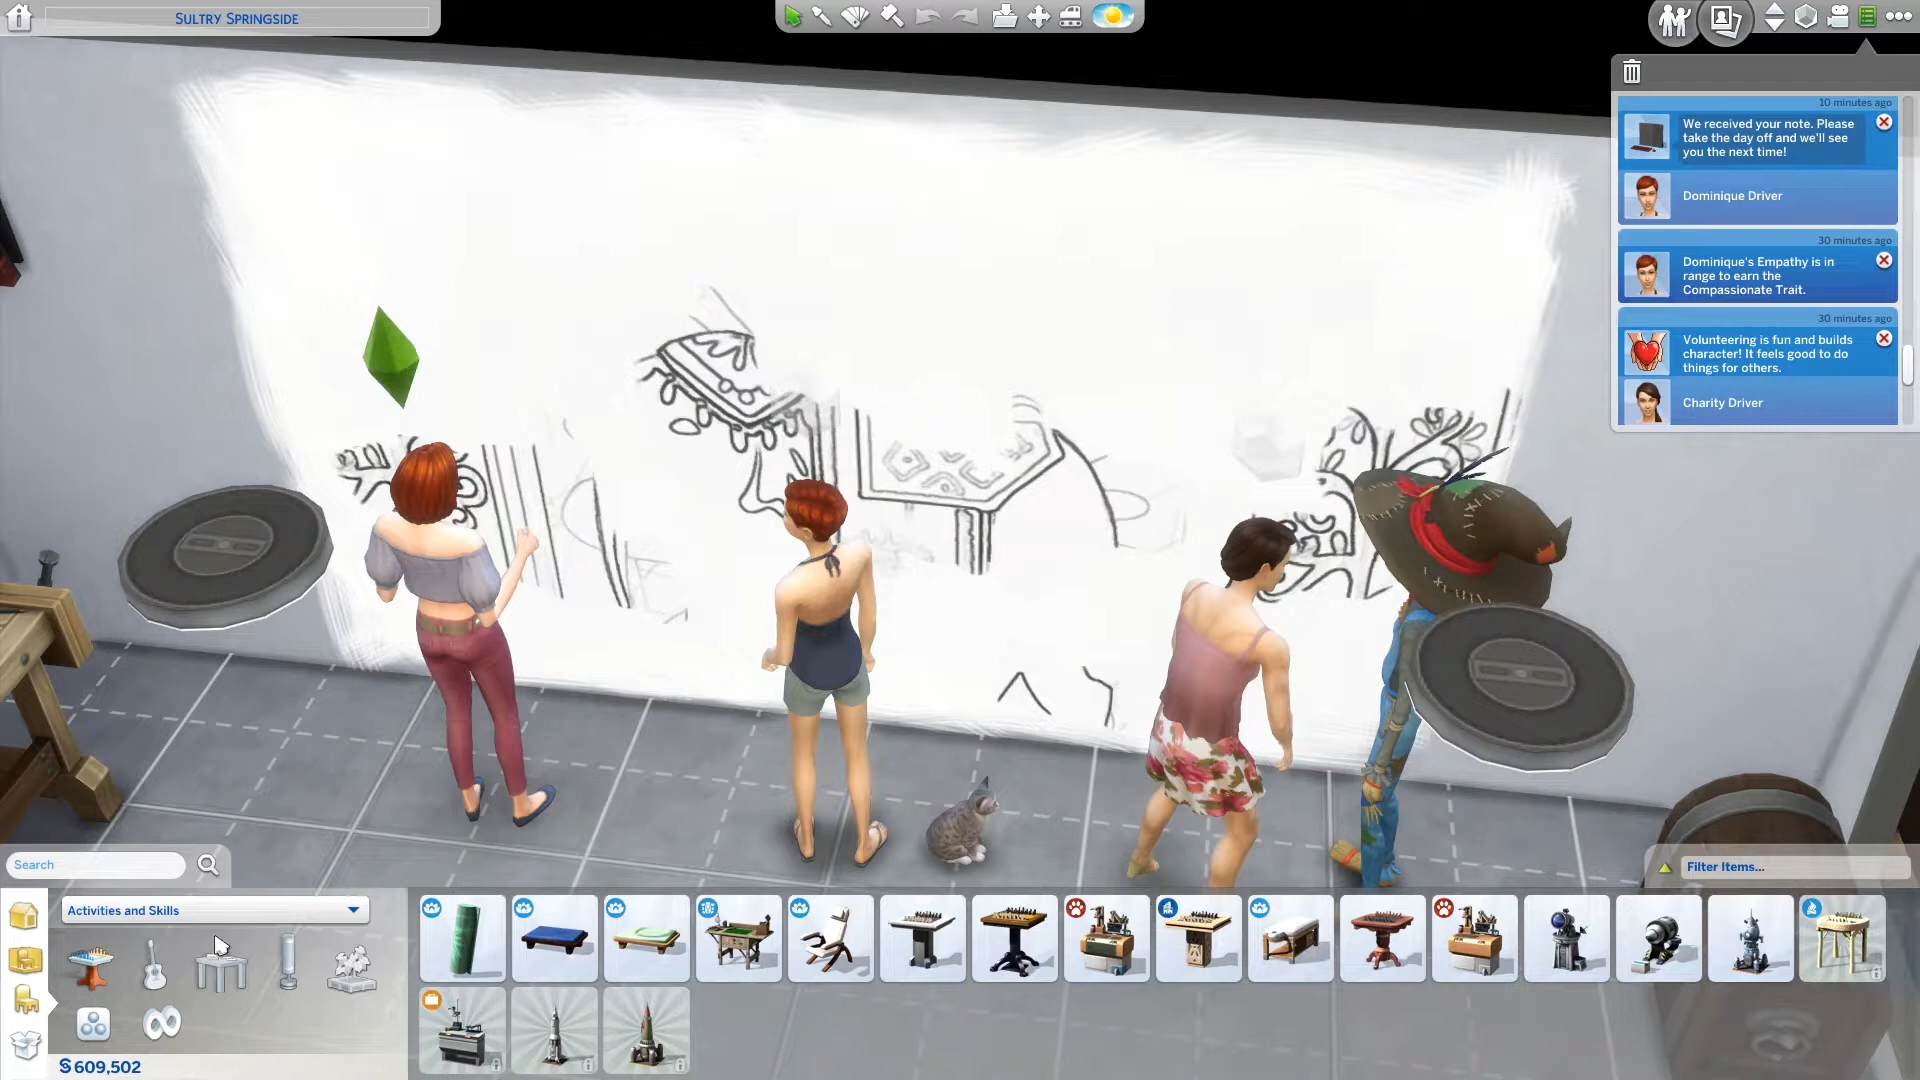 SULTRY SPRINGSIDE
10 minutes ago
We received your note. Please
take the day off and we'll see
you the next time!
Dominique Driver
30 minutes ago
Dominique's Empathy is in
range to earn the
Compassionate Trait.
30 minutes ago
Volunteering is fun and builds
character! It feels good to do
things for others.
Charity Driver
Search
Filter Items...
Activities and Skills
§609,502